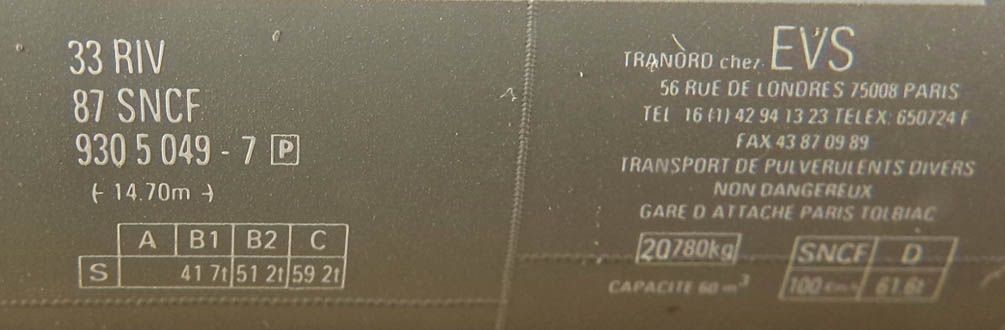 33 RIV
87 SNCF
930 5 049 - 7 P
(- 14.70m -)
A B1 B2 C
S 41 7t 51 2t 59 2t
TRANORD chez EVS
56 RUE DE LONDRES 75008 PARIS
TEL 16 (1) 42 94 13 23 TELEX: 650724 F
FAX 43 87 09 89
TRANSPORT DE PULVERULENTS DIVERS
NON DANGEREUX
GARE D ATTACHE PARIS TOLBIAC
20780kg
CAPACITE 60 m³
SNCF D
100 Km/h 61.6t